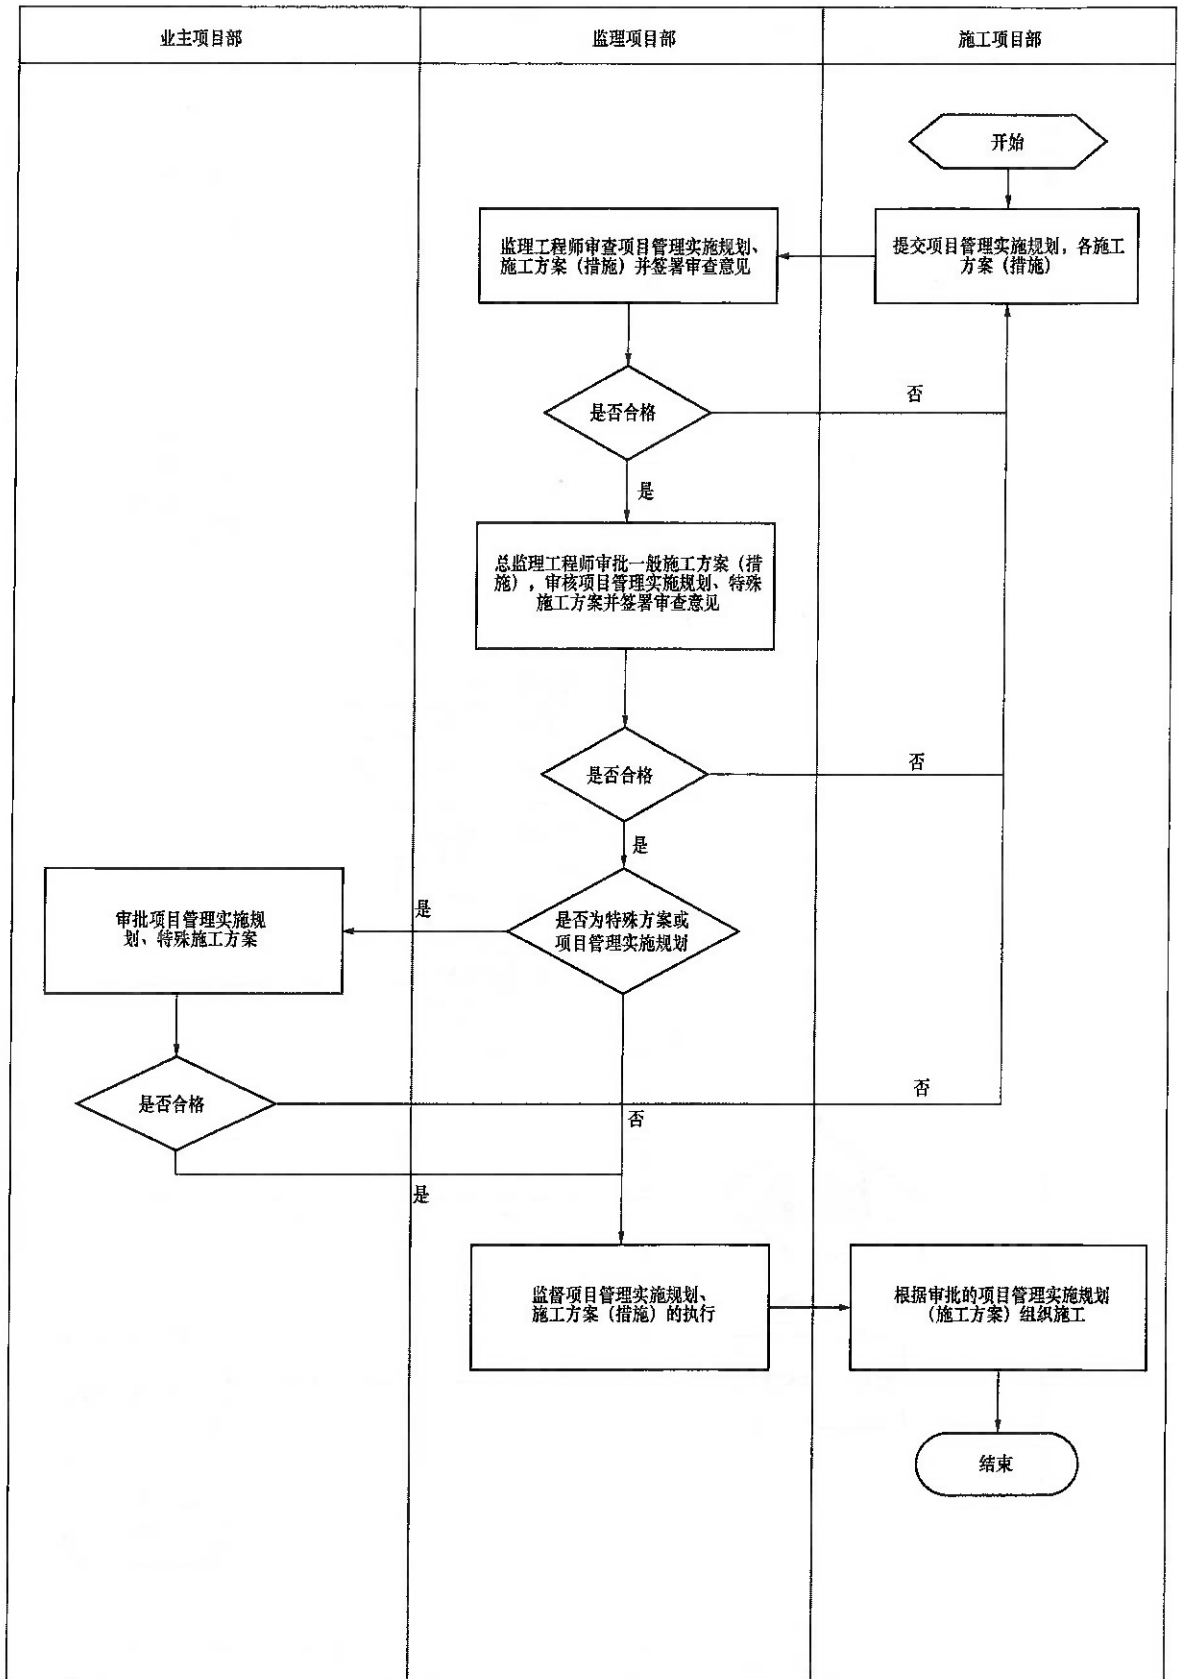 业主项目部
监理项目部
施工项目部
开始
监理工程师审查项目管理实施规划、
施工方案（措施）并签署审查意见
提交项目管理实施规划，各施工
方案（措施）
是否合格
否
是
总监理工程师审批一般施工方案（措
施），审核项目管理实施规划、特殊
施工方案并签署审查意见
是否合格
否
是
审批项目管理实施规
划、特殊施工方案
是
是否为特殊方案或
项目管理实施规划
是否合格
否
否
是
监督项目管理实施规划、
施工方案（措施）的执行
根据审批的项目管理实施规划
（施工方案）组织施工
结束